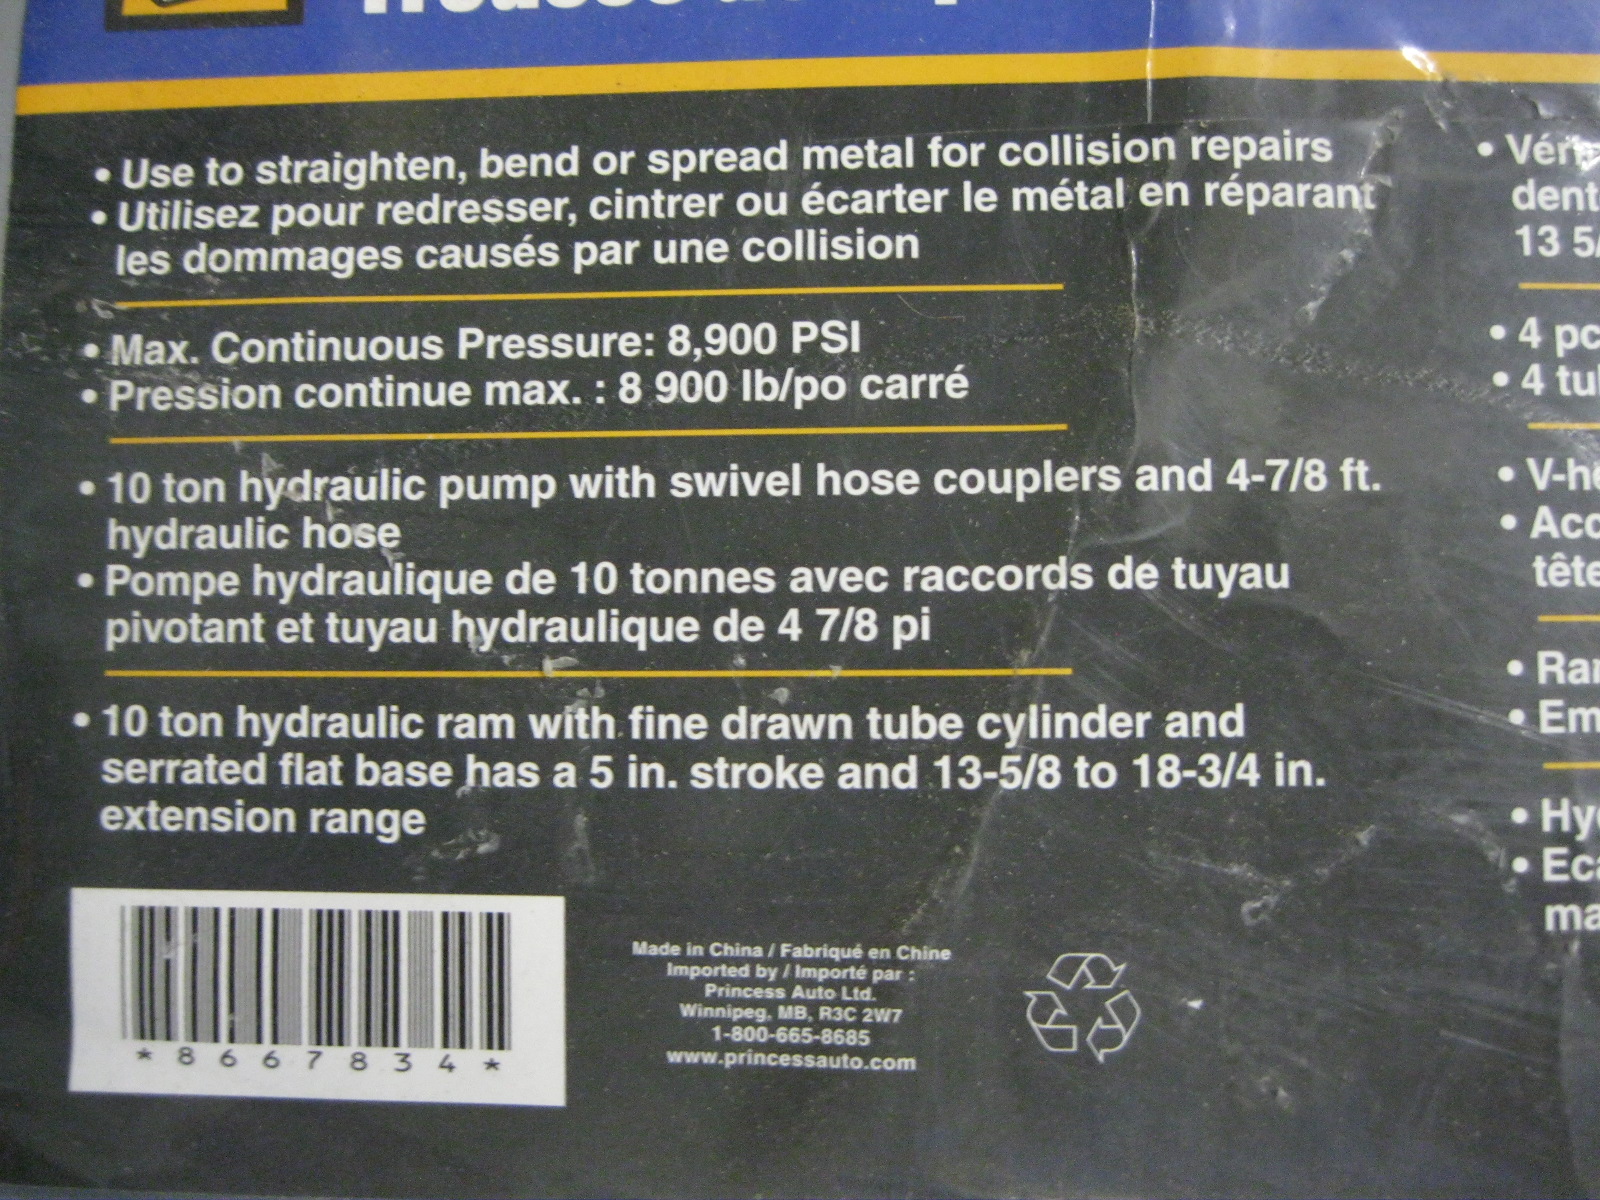 Trousse
• Use to straighten, bend or spread metal for collision repairs
• Utilisez pour redresser, cintrer ou écarter le métal en réparant
les dommages causés par une collision
• Max. Continuous Pressure: 8,900 PSI
• Pression continue max. : 8 900 lb/po carré
• 10 ton hydraulic pump with swivel hose couplers and 4-7/8 ft.
hydraulic hose
• Pompe hydraulique de 10 tonnes avec raccords de tuyau
pivotant et tuyau hydraulique de 4 7/8 pi
• 10 ton hydraulic ram with fine drawn tube cylinder and
serrated flat base has a 5 in. stroke and 13-5/8 to 18-3/4 in.
extension range
*8667834*
Made in China / Fabriqué en Chine
Imported by / Importé par :
Princess Auto Ltd.
Winnipeg, MB, R3C 2W7
1-800-665-8685
www.princessauto.com
13
• 4
• 4